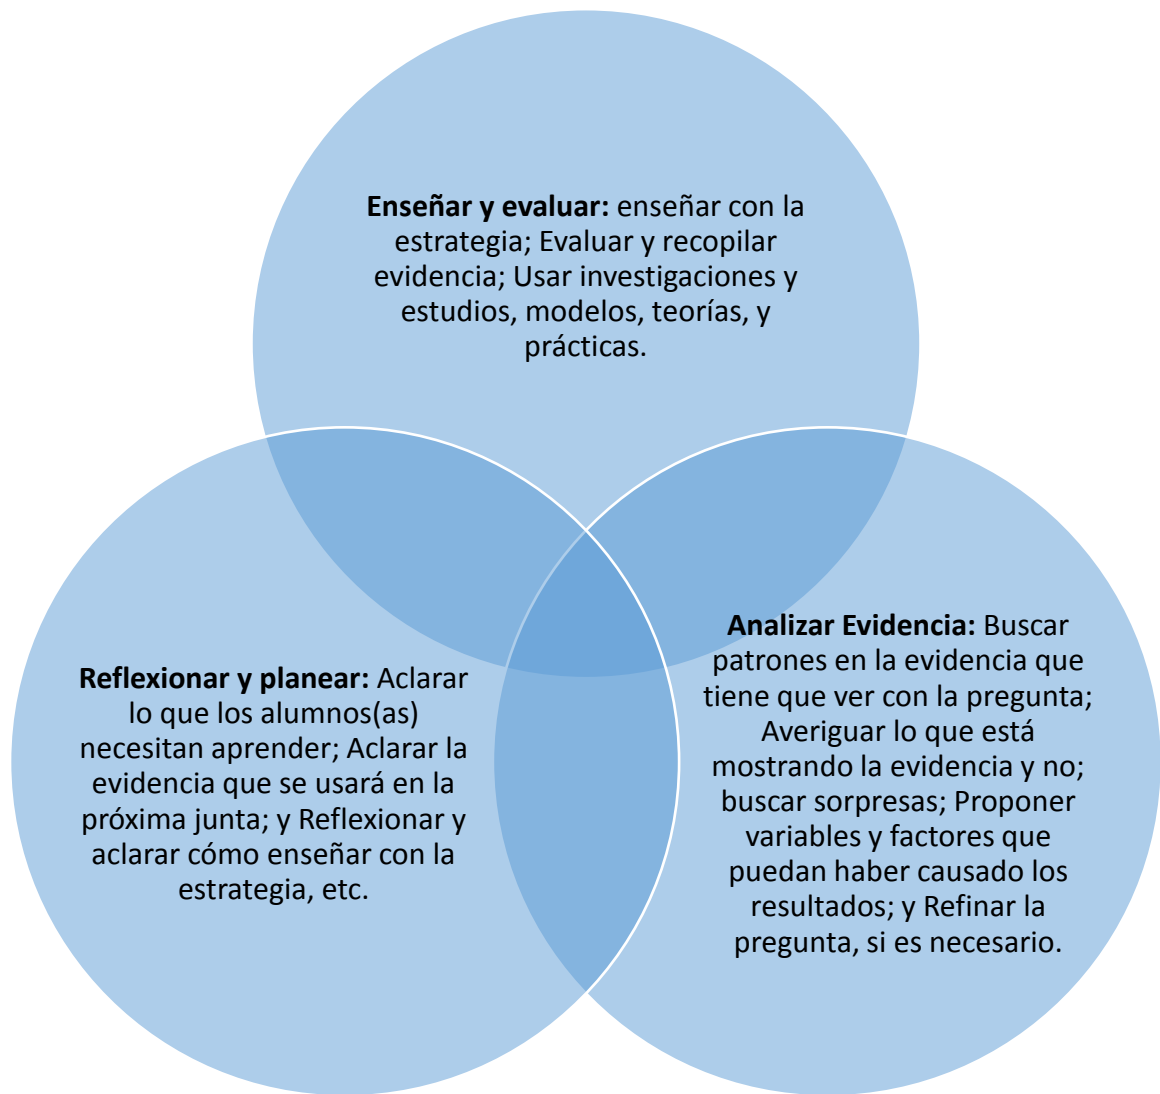 Enseñar y evaluar: enseñar con la
estrategia; Evaluar y recopilar
evidencia; Usar investigaciones y
estudios, modelos, teorías, y
prácticas.
Reflexionar y planear: Aclarar
lo que los alumnos(as)
necesitan aprender; Aclarar la
evidencia que se usará en la
próxima junta; y Reflexionar y
aclarar cómo enseñar con la
estrategia, etc.
Analizar Evidencia: Buscar
patrones en la evidencia que
tiene que ver con la pregunta;
Averiguar lo que está
mostrando la evidencia y no;
buscar sorpresas; Proponer
variables y factores que
puedan haber causado los
resultados; y Refinar la
pregunta, si es necesario.